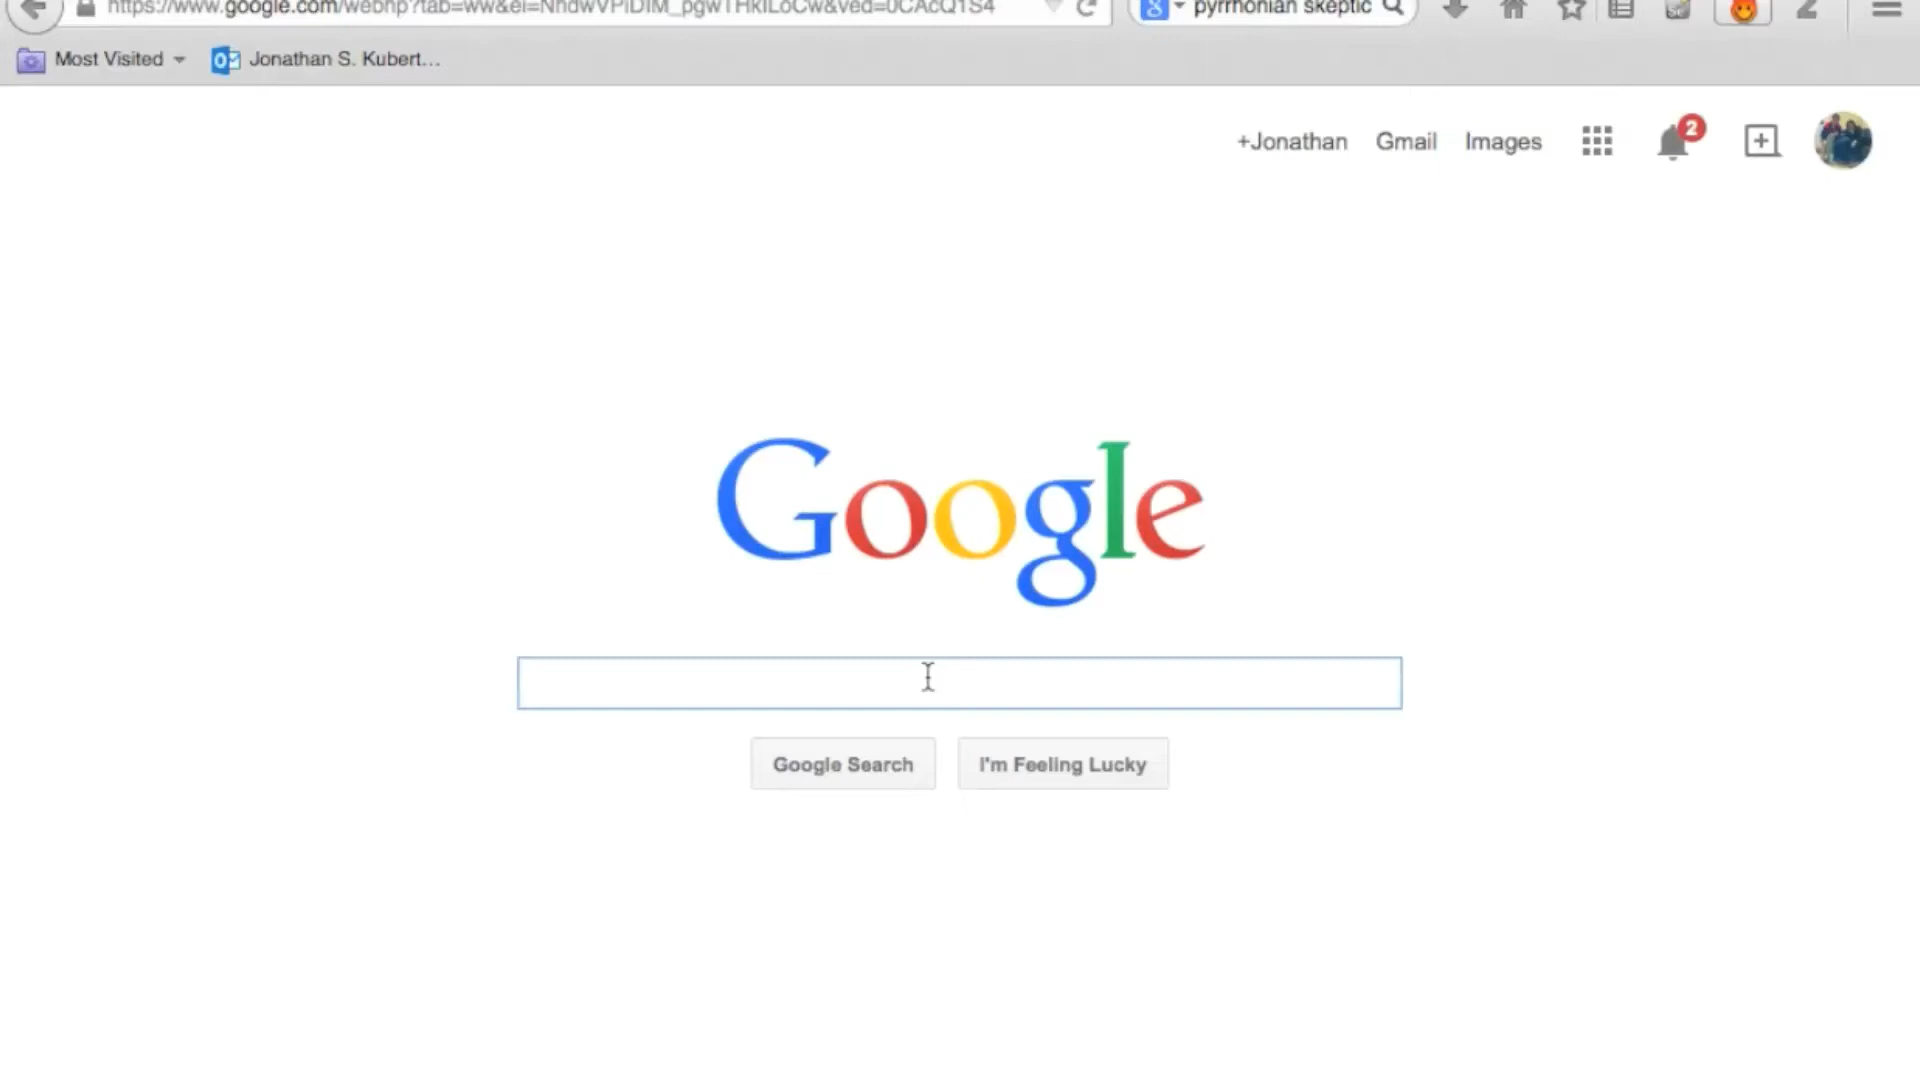 pyrrhonian skeptic
Most Visited
Jonathan S. Kubert...
+Jonathan Gmail Images
2
Google
Google Search I'm Feeling Lucky